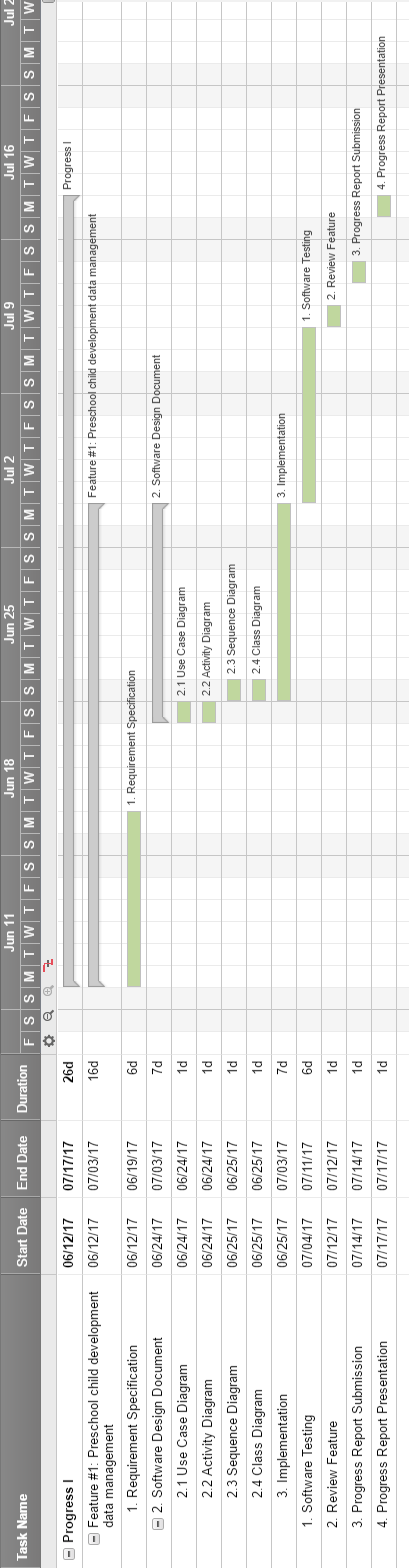 Task Name Start Date End Date Duration Jun 11 Jun 18 Jun 25 Jul 2 Jul 9 Jul 16
F S S M T W T F S S M T W T F S S M T W T F S S M T W T F S S M T W T F S S M T W T F S S M T W
Progress I 06/12/17 07/17/17 26d Progress I
Feature #1: Preschool child development 06/12/17 07/03/17 16d Feature #1: Preschool child development data management
data management
1. Requirement Specification 06/12/17 06/19/17 6d 1. Requirement Specification
2. Software Design Document 06/24/17 07/03/17 7d 2. Software Design Document
2.1 Use Case Diagram 06/24/17 06/24/17 1d 2.1 Use Case Diagram
2.2 Activity Diagram 06/24/17 06/24/17 1d 2.2 Activity Diagram
2.3 Sequence Diagram 06/25/17 06/25/17 1d 2.3 Sequence Diagram
2.4 Class Diagram 06/25/17 06/25/17 1d 2.4 Class Diagram
3. Implementation 06/25/17 07/03/17 7d 3. Implementation
1. Software Testing 07/04/17 07/11/17 6d 1. Software Testing
2. Review Feature 07/12/17 07/12/17 1d 2. Review Feature
3. Progress Report Submission 07/14/17 07/14/17 1d 3. Progress Report Submission
4. Progress Report Presentation 07/17/17 07/17/17 1d 4. Progress Report Presentation